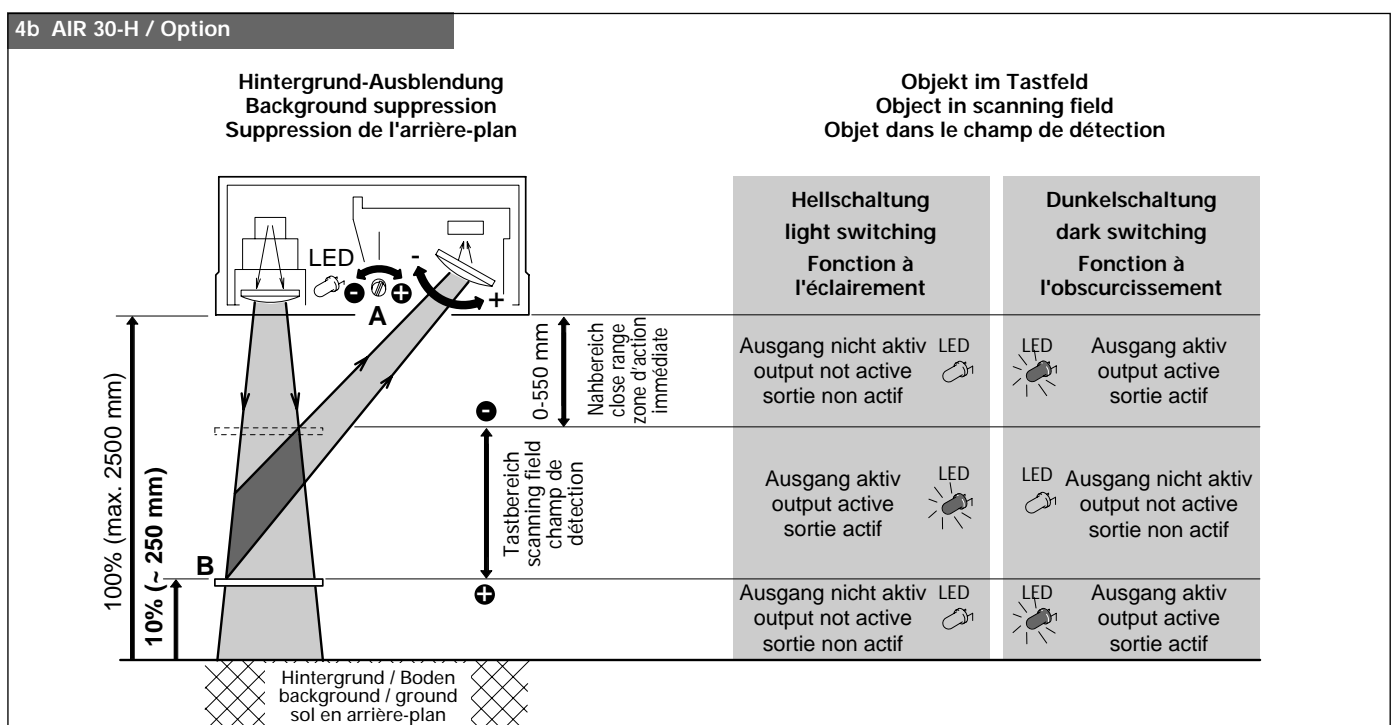 4b AIR 30-H / Option
Hintergrund-Ausblendung
Background suppression
Suppression de l'arrière-plan
Objekt im Tastfeld
Object in scanning field
Objet dans le champ de détection
Hellschaltung
light switching
Fonction à
l'éclairement
Dunkelschaltung
dark switching
Fonction à
l'obscurcissement
LED
-
+
A
100% (max. 2500 mm)
10% (~ 250 mm)
B
0-550 mm
Nahbereich
close range
zone d'action
immédiate
Tastbereich
scanning field
champ de
détection
Ausgang nicht aktiv
output not active
sortie non actif
LED
LED
Ausgang aktiv
output active
sortie actif
Ausgang aktiv
output active
sortie actif
LED
LED
Ausgang nicht aktiv
output not active
sortie non actif
Ausgang nicht aktiv
output not active
sortie non actif
LED
LED
Ausgang aktiv
output active
sortie actif
Hintergrund / Boden
background / ground
sol en arrière-plan